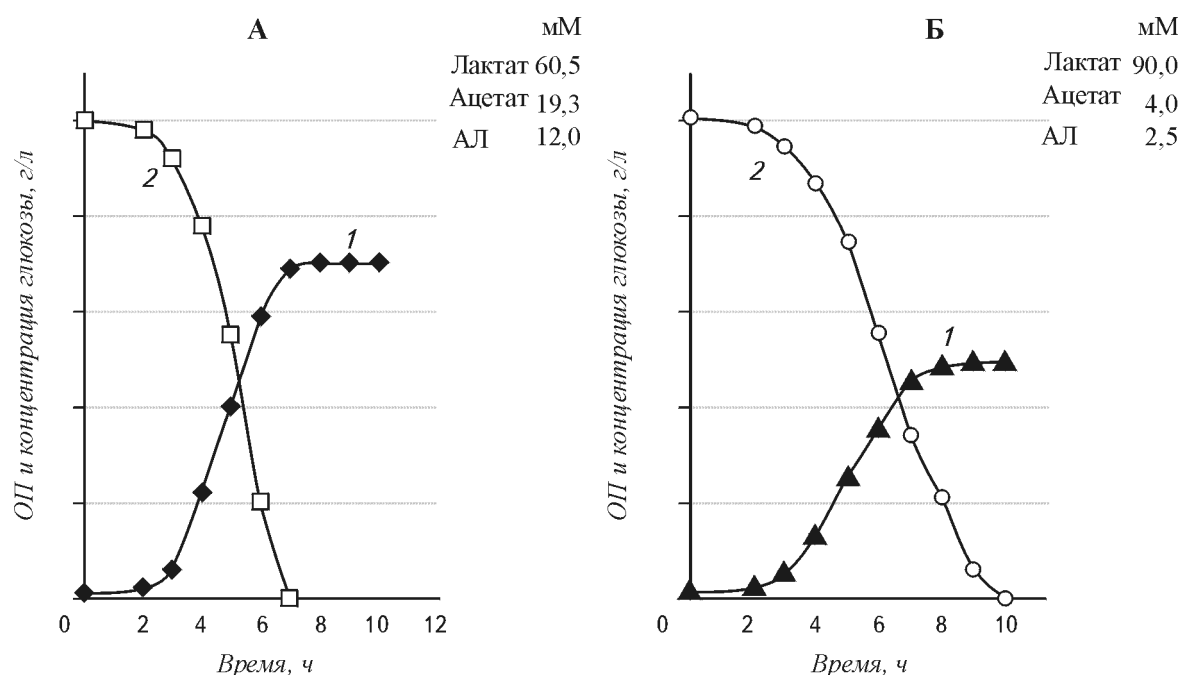 А
мМ
Лактат 60,5
Ацетат 19,3
АЛ 12,0
2
1
ОП и концентрация глюкозы, г/л
0 2 4 6 8 10 12
Время, ч
Б
мМ
Лактат 90,0
Ацетат 4,0
АЛ 2,5
2
1
ОП и концентрация глюкозы, г/л
0 2 4 6 8 10
Время, ч